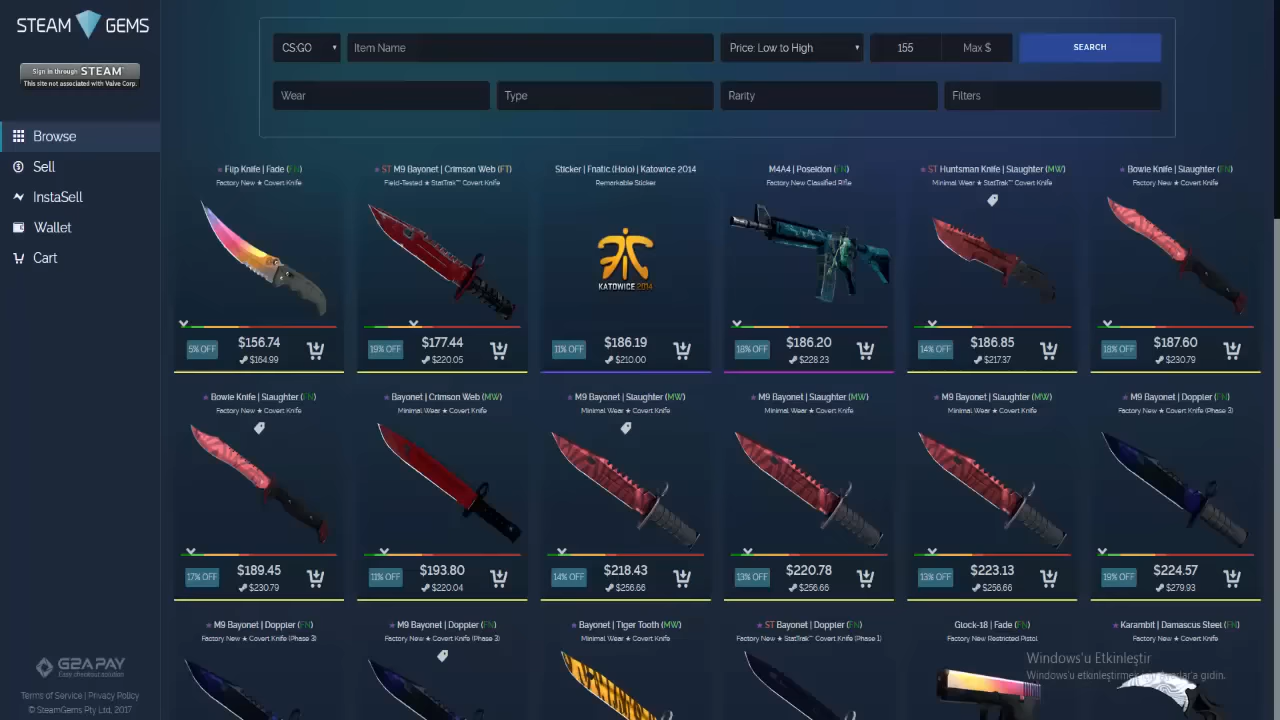 STEAM GEMS
Sign in through STEAM
This site not associated with Valve Corp.
Browse
Sell
InstaSell
Wallet
Cart
G2A PAY
Easy checkout solution
Terms of Service | Privacy Policy
© SteamGems Pty Ltd, 2017
CS:GO
Item Name
Price: Low to High
155
Max $
SEARCH
Wear
Type
Rarity
Filters
★ Flip Knife | Fade (FN)
Factory New ★ Covert Knife
5% OFF
$156.74
$164.99
★ ST M9 Bayonet | Crimson Web (FT)
Field-Tested ★ StatTrak™ Covert Knife
19% OFF
$177.44
$220.05
Sticker | Fnatic (Holo) | Katowice 2014
Remarkable Sticker
KATOWICE 2014
11% OFF
$186.19
$210.00
M4A4 | Poseidon (FN)
Factory New Classified Rifle
18% OFF
$186.20
$228.23
★ ST Huntsman Knife | Slaughter (MW)
Minimal Wear ★ StatTrak™ Covert Knife
14% OFF
$186.85
$217.37
★ Bowie Knife | Slaughter (FN)
Factory New ★ Covert Knife
18% OFF
$187.60
$230.79
★ Bowie Knife | Slaughter (FN)
Factory New ★ Covert Knife
17% OFF
$189.45
$230.79
★ Bayonet | Crimson Web (MW)
Minimal Wear ★ Covert Knife
11% OFF
$193.80
$220.04
★ M9 Bayonet | Slaughter (MW)
Minimal Wear ★ Covert Knife
14% OFF
$218.43
$256.66
★ M9 Bayonet | Slaughter (MW)
Minimal Wear ★ Covert Knife
13% OFF
$220.78
$256.65
★ M9 Bayonet | Slaughter (MW)
Minimal Wear ★ Covert Knife
13% OFF
$223.13
$256.66
★ M9 Bayonet | Doppler (FN)
Factory New ★ Covert Knife (Phase 3)
19% OFF
$224.57
$279.93
★ M9 Bayonet | Doppler (FN)
Factory New ★ Covert Knife (Phase 3)
★ M9 Bayonet | Doppler (FN)
Factory New ★ Covert Knife (Phase 3)
★ Bayonet | Tiger Tooth (MW)
Minimal Wear ★ Covert Knife
★ ST Bayonet | Doppler (FN)
Factory New ★ StatTrak™ Covert Knife (Phase 1)
Glock-18 | Fade (FN)
Factory New Restricted Pistol
★ Karambit | Damascus Steel (FN)
Factory New ★ Covert Knife
Windows'u Etkinleştir
Windows'u etkinleştirmek için Ayarlar'a gidin.